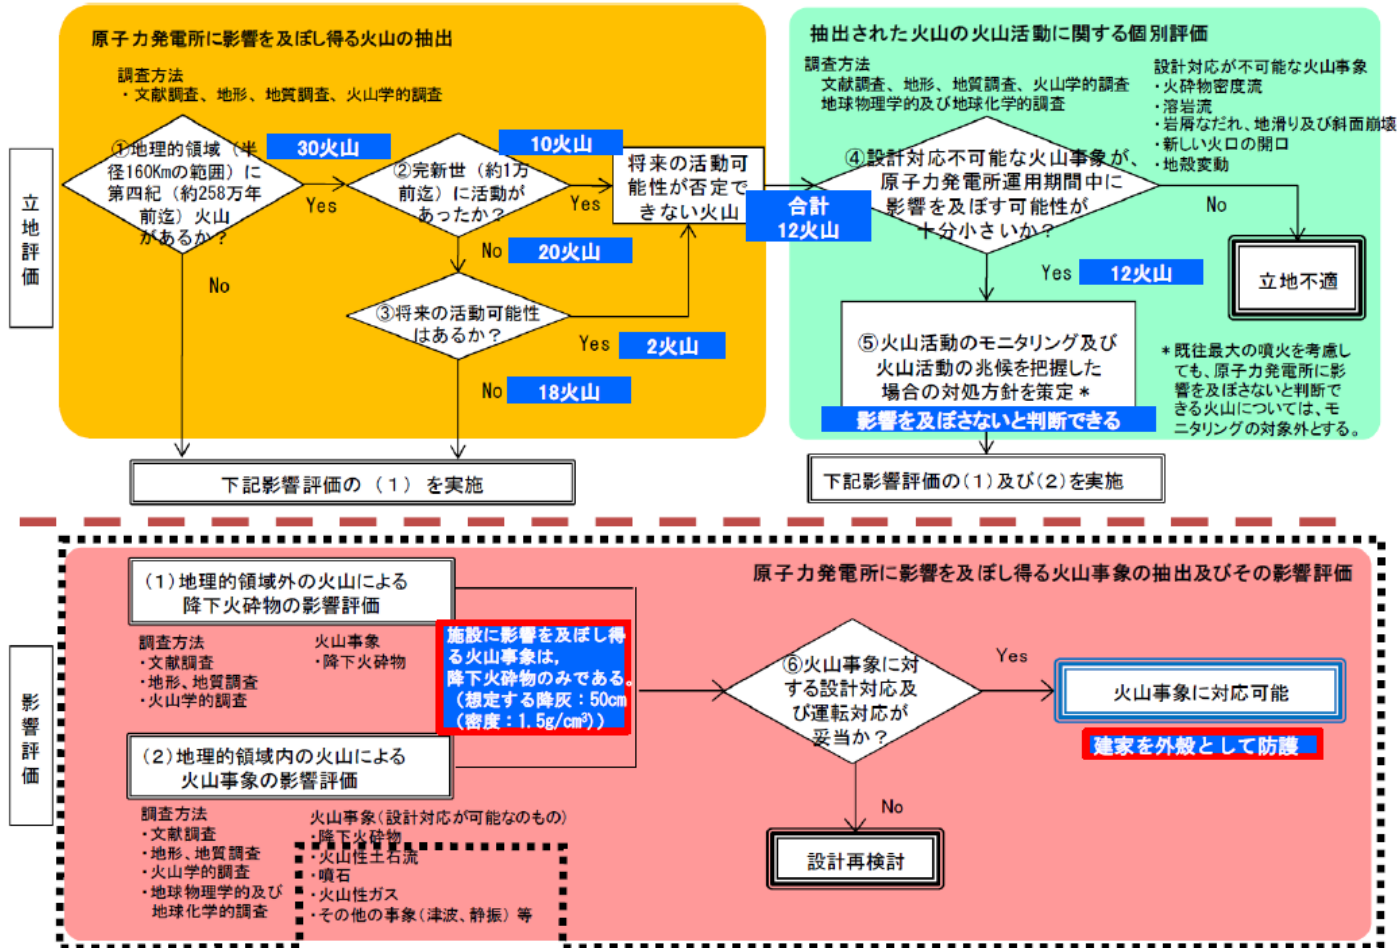 原子力発電所に影響を及ぼし得る火山の抽出
調査方法
・文献調査、地形、地質調査、火山学的調査
立地評価
①地理的領域（半
径160Kmの範囲）に
第四紀（約258万年
前迄）火山
があるか？
30火山
Yes
No
②完新世（約1万
前迄）に活動が
あったか？
10火山
Yes
No
20火山
将来の活動可
能性が否定で
きない火山
③将来の活動可能性
はあるか？
Yes
2火山
No
18火山
下記影響評価の（１）を実施
抽出された火山の火山活動に関する個別評価
調査方法
文献調査、地形、地質調査、火山学的調査
地球物理学的及び地球化学的調査
設計対応が不可能な火山事象
・火砕物密度流
・溶岩流
・岩屑なだれ、地滑り及び斜面崩壊
・新しい火口の開口
・地殻変動
合計
12火山
④設計対応不可能な火山事象が、
原子力発電所運用期間中に
影響を及ぼす可能性が
十分小さいか？
No
立地不適
Yes
12火山
⑤火山活動のモニタリング及び
火山活動の兆候を把握した
場合の対処方針を策定＊
影響を及ぼさないと判断できる
＊既往最大の噴火を考慮し
ても、原子力発電所に影
響を及ぼさないと判断で
きる火山については、モ
ニタリングの対象外とする。
下記影響評価の(１)及び(２)を実施
影響評価
原子力発電所に影響を及ぼし得る火山事象の抽出及びその影響評価
（１）地理的領域外の火山による
降下火砕物の影響評価
調査方法
・文献調査
・地形、地質調査
・火山学的調査
火山事象
・降下火砕物
施設に影響を及ぼし得
る火山事象は，
降下火砕物のみである。
（想定する降灰：50cm
（密度：1.5g/cm³））
（２）地理的領域内の火山による
火山事象の影響評価
調査方法
・文献調査
・地形、地質調査
・火山学的調査
・地球物理学的及び
地球化学的調査
火山事象（設計対応が可能なのもの）
・降下火砕物
・火山性土石流
・噴石
・火山性ガス
・その他の事象（津波、静振）等
⑥火山事象に対
する設計対応及
び運転対応が
妥当か？
Yes
火山事象に対応可能
建家を外殻として防護
No
設計再検討